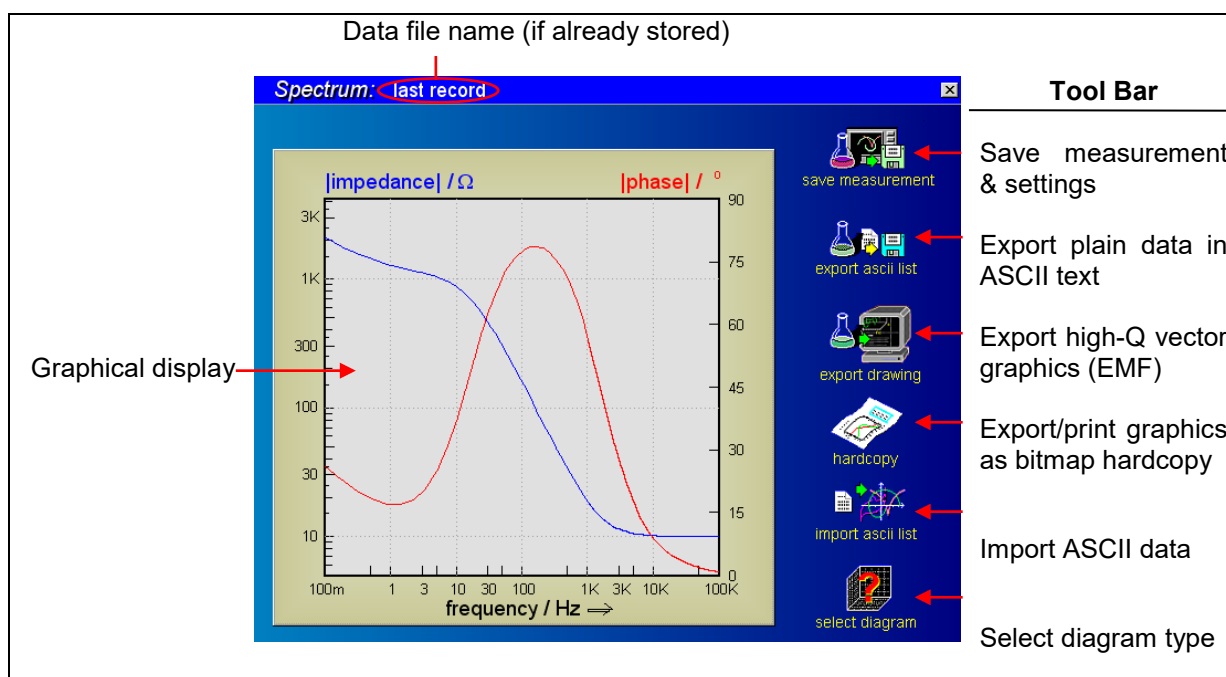 Data file name (if already stored)
Spectrum: last record
Tool Bar
save measurement
Save measurement
& settings
export ascii list
Export plain data in
ASCII text
export drawing
Export high-Q vector
graphics (EMF)
hardcopy
Export/print graphics
as bitmap hardcopy
import ascii list
Import ASCII data
select diagram
Select diagram type
Graphical display
|impedance| / Ω
|phase| / °
3K
1K
300
100
30
10
90
75
60
45
30
15
0
100m 1 3 10 30 100 1K 3K 10K 100K
frequency / Hz ⇒
?